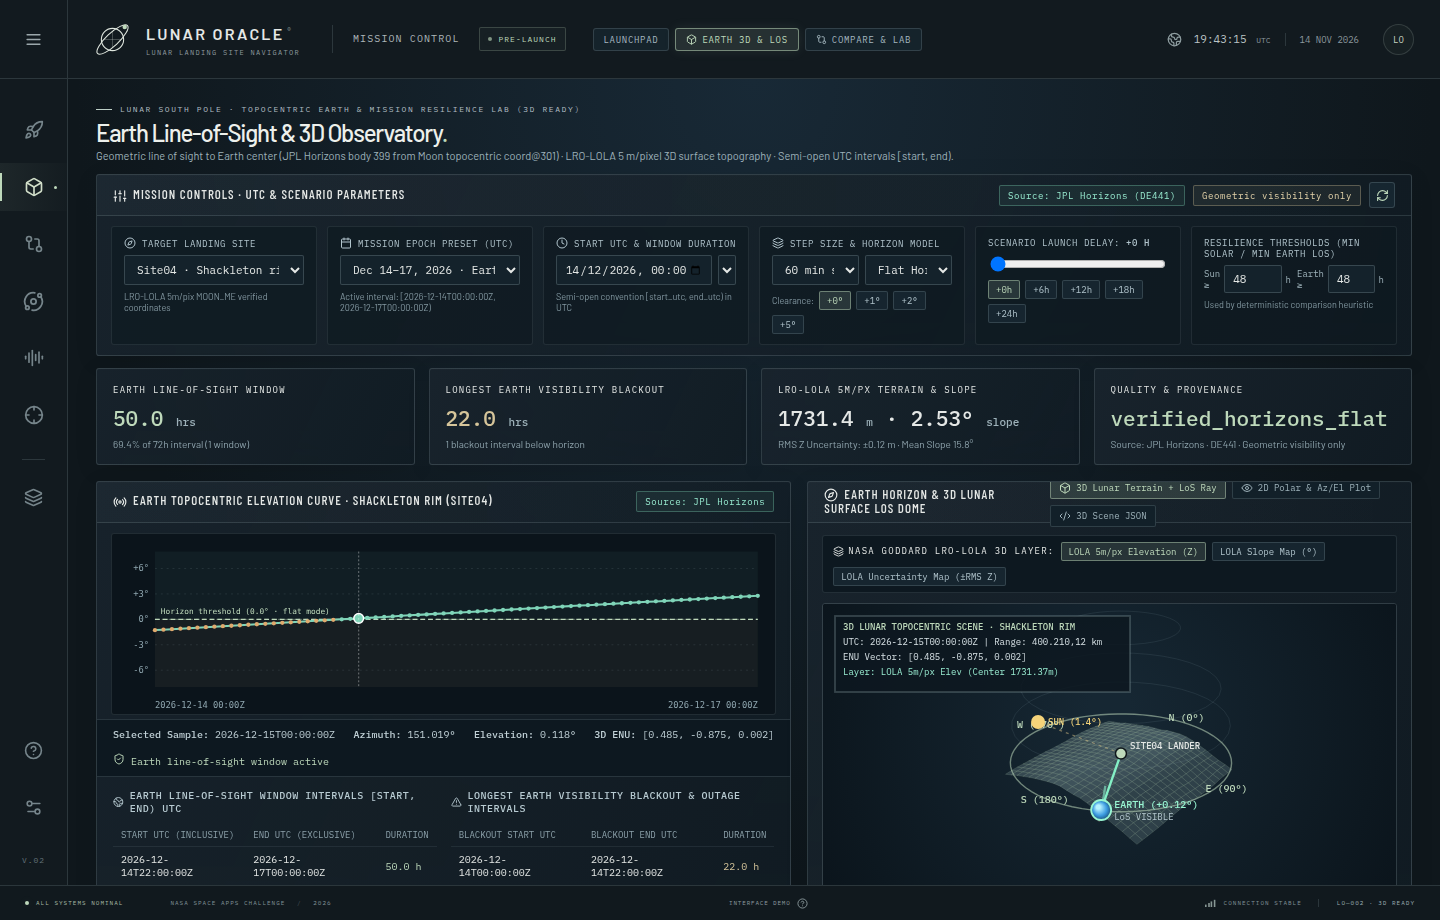 LUNAR ORACLE
LUNAR LANDING SITE NAVIGATOR
MISSION CONTROL
PRE-LAUNCH
LAUNCHPAD
EARTH 3D & LOS
COMPARE & LAB
19:43:15 UTC
14 NOV 2026
LO
LUNAR SOUTH POLE · TOPOCENTRIC EARTH & MISSION RESILIENCE LAB (3D READY)
Earth Line-of-Sight & 3D Observatory.
Geometric line of sight to Earth center (JPL Horizons body 399 from Moon topocentric coord@301) · LRO-LOLA 5 m/pixel 3D surface topography · Semi-open UTC intervals [start, end).
MISSION CONTROLS · UTC & SCENARIO PARAMETERS
Source: JPL Horizons (DE441)
Geometric visibility only
TARGET LANDING SITE
Site04 · Shackleton ri
LRO-LOLA 5m/pix MOON_ME verified
coordinates
MISSION EPOCH PRESET (UTC)
Dec 14–17, 2026 · Eart
Active interval: [2026-12-14T00:00:00Z,
2026-12-17T00:00:00Z)
START UTC & WINDOW DURATION
14/12/2026, 00:00
Semi-open convention [start_utc, end_utc) in
UTC
STEP SIZE & HORIZON MODEL
60 min s
Flat Ho
Clearance: +0° +1° +2°
+5°
SCENARIO LAUNCH DELAY: +0 H
+0h +6h +12h +18h
+24h
RESILIENCE THRESHOLDS (MIN
SOLAR / MIN EARTH LOS)
Sun ≥ 48 h Earth ≥ 48 h
Used by deterministic comparison heuristic
EARTH LINE-OF-SIGHT WINDOW
50.0 hrs
69.4% of 72h interval (1 window)
LONGEST EARTH VISIBILITY BLACKOUT
22.0 hrs
1 blackout interval below horizon
LRO-LOLA 5M/PX TERRAIN & SLOPE
1731.4 m · 2.53° slope
RMS Z Uncertainty: ±0.12 m · Mean Slope 15.8°
QUALITY & PROVENANCE
verified_horizons_flat
Source: JPL Horizons · DE441 · Geometric visibility only
EARTH TOPOCENTRIC ELEVATION CURVE · SHACKLETON RIM (SITE04)
Source: JPL Horizons
+6°
+3°
Horizon threshold (0.0° · flat mode)
0°
-3°
-6°
2026-12-14 00:00Z
2026-12-17 00:00Z
Selected Sample: 2026-12-15T00:00:00Z Azimuth: 151.019° Elevation: 0.118° 3D ENU: [0.485, -0.875, 0.002]
Earth line-of-sight window active
EARTH LINE-OF-SIGHT WINDOW INTERVALS [START,
END) UTC
START UTC (INCLUSIVE) END UTC (EXCLUSIVE) DURATION
2026-12-14T22:00:00Z 2026-12-17T00:00:00Z 50.0 h
LONGEST EARTH VISIBILITY BLACKOUT & OUTAGE
INTERVALS
BLACKOUT START UTC BLACKOUT END UTC DURATION
2026-12-14T00:00:00Z 2026-12-14T22:00:00Z 22.0 h
EARTH HORIZON & 3D LUNAR
SURFACE LOS DOME
3D Lunar Terrain + LoS Ray
2D Polar & Az/El Plot
3D Scene JSON
NASA GODDARD LRO-LOLA 3D LAYER:
LOLA 5m/px Elevation (Z)
LOLA Slope Map (°)
LOLA Uncertainty Map (±RMS Z)
3D LUNAR TOPOCENTRIC SCENE · SHACKLETON RIM
UTC: 2026-12-15T00:00:00Z | Range: 400.210,12 km
ENU Vector: [0.485, -0.875, 0.002]
Layer: LOLA 5m/px Elev (Center 1731.37m)
N (0°)
W
SUN (1.4°)
SITE04 LANDER
E (90°)
S (180°)
EARTH (+0.12°)
LoS VISIBLE
V.02
ALL SYSTEMS NOMINAL
NASA SPACE APPS CHALLENGE / 2026
INTERFACE DEMO
CONNECTION STABLE
LO—002 · 3D READY